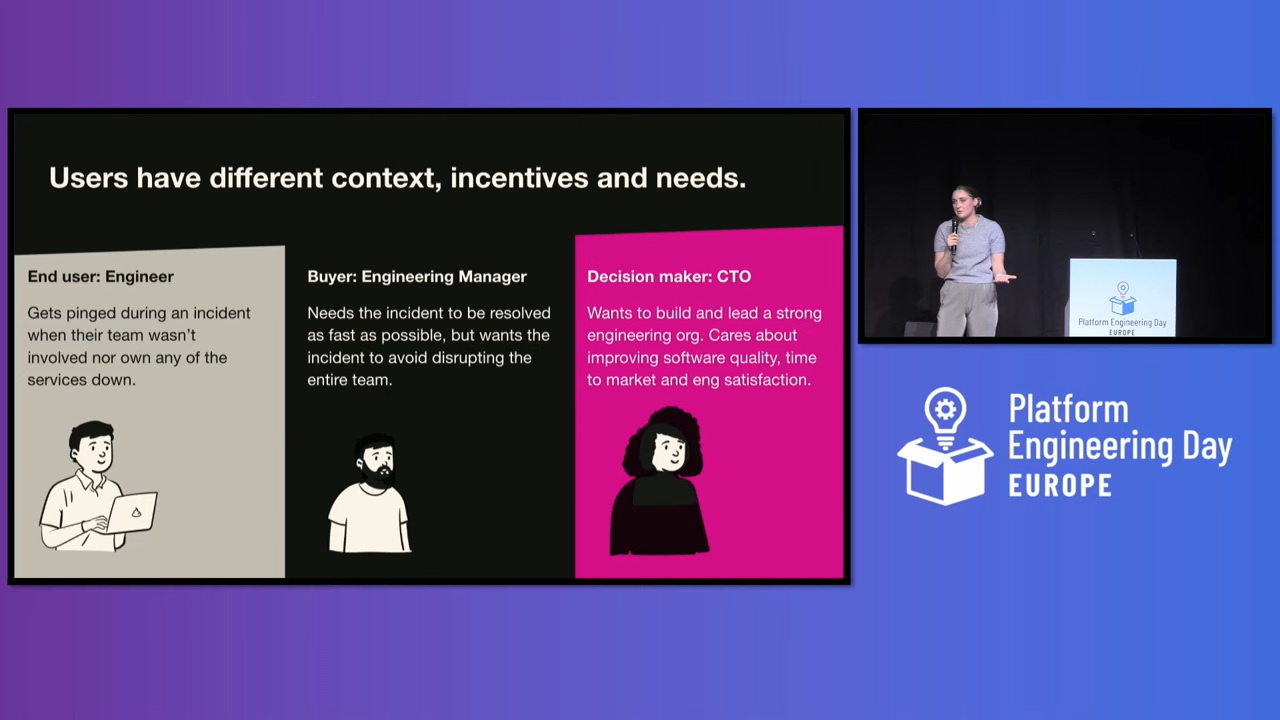 Users have different context, incentives and needs.
End user: Engineer
Gets pinged during an incident
when their team wasn't
involved nor own any of the
services down.
Buyer: Engineering Manager
Needs the incident to be resolved
as fast as possible, but wants the
incident to avoid disrupting the
entire team.
Decision maker: CTO
Wants to build and lead a strong
engineering org. Cares about
improving software quality, time
to market and eng satisfaction.
Platform Engineering Day
EUROPE
Platform
Engineering Day
EUROPE